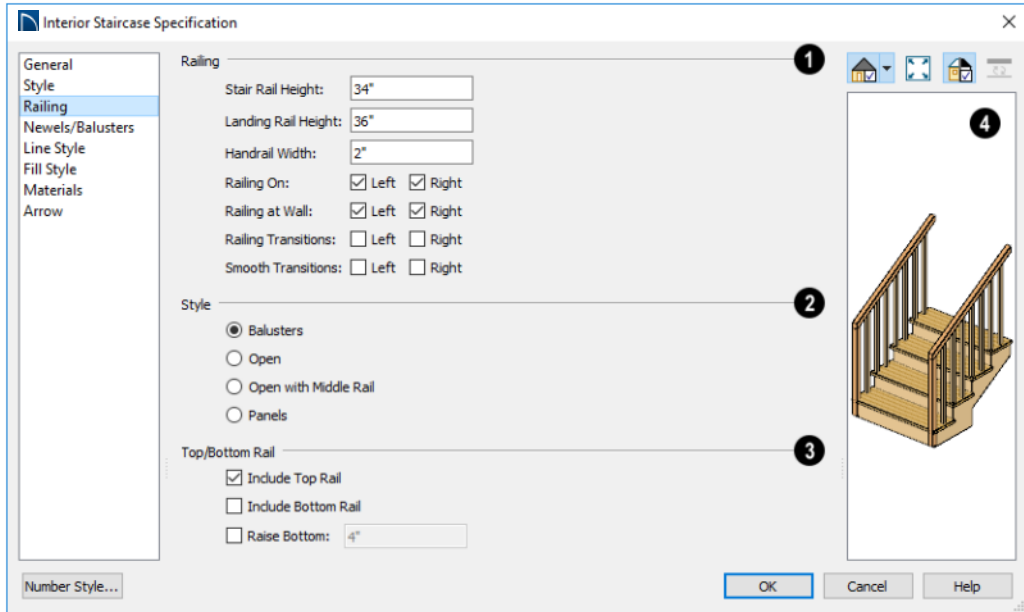 Interior Staircase Specification
General
Style
Railing
Newels/Balusters
Line Style
Fill Style
Materials
Arrow
Railing 1
Stair Rail Height: 34"
Landing Rail Height: 36"
Handrail Width: 2"
Railing On: Left Right
Railing at Wall: Left Right
Railing Transitions: Left Right
Smooth Transitions: Left Right
Style 2
Balusters
Open
Open with Middle Rail
Panels
Top/Bottom Rail 3
Include Top Rail
Include Bottom Rail
Raise Bottom: 4"
4
Number Style... OK Cancel Help